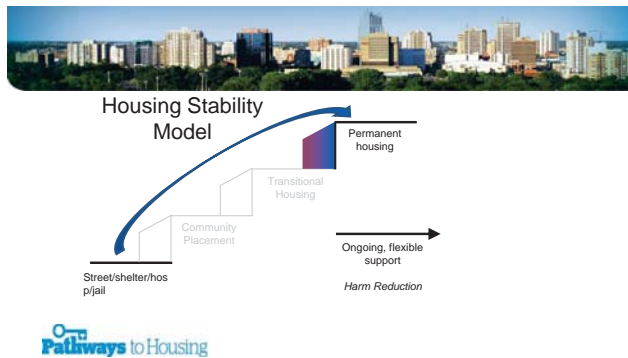 Housing Stability
Model
Permanent
housing
Transitional
Housing
Community
Placement
Street/shelter/hos
p/jail
Ongoing, flexible
support
Harm Reduction
Pathways to Housing